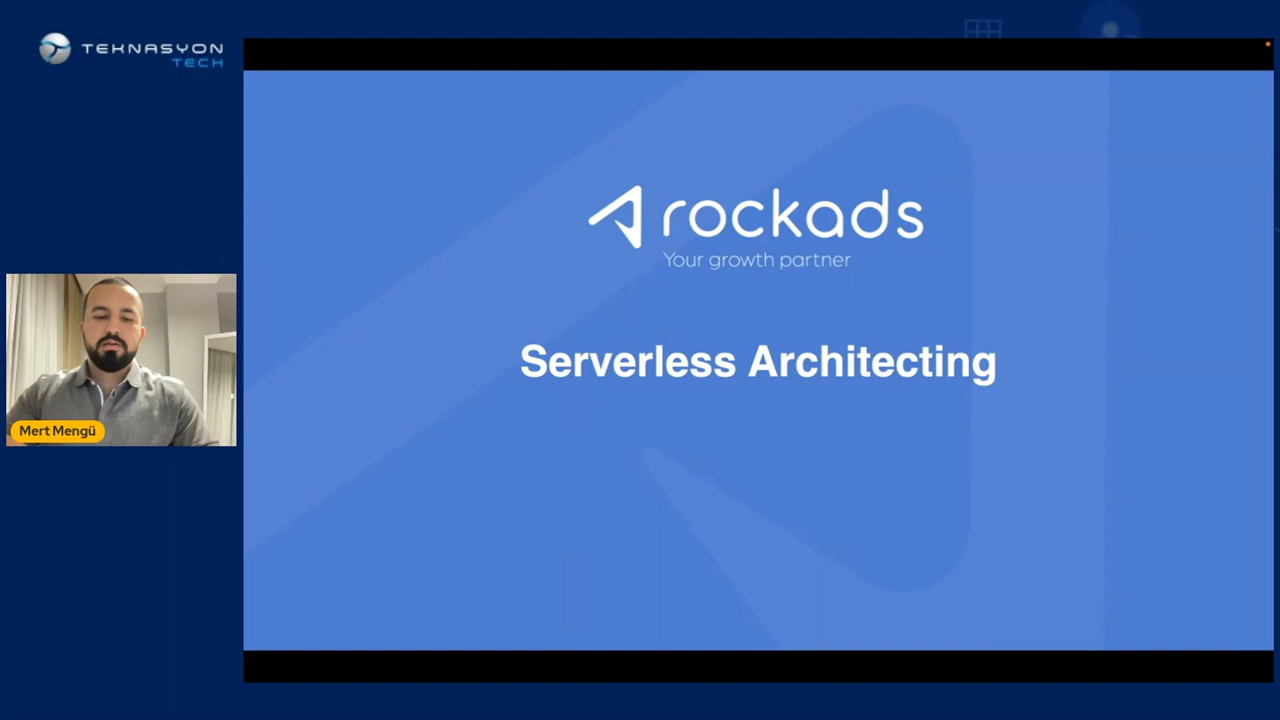 TEKNASYON
TECH
rockads
Your growth partner
Serverless Architecting
Mert Mengü